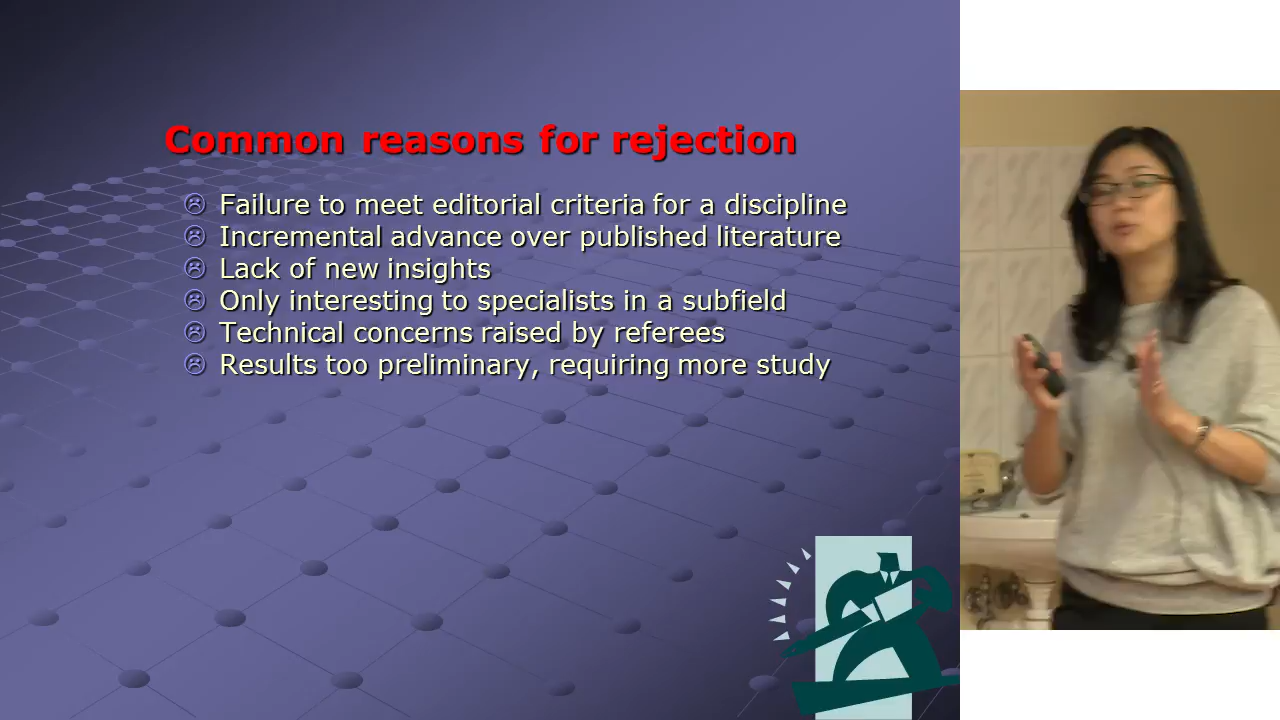 Common reasons for rejection
Failure to meet editorial criteria for a discipline
Incremental advance over published literature
Lack of new insights
Only interesting to specialists in a subfield
Technical concerns raised by referees
Results too preliminary, requiring more study